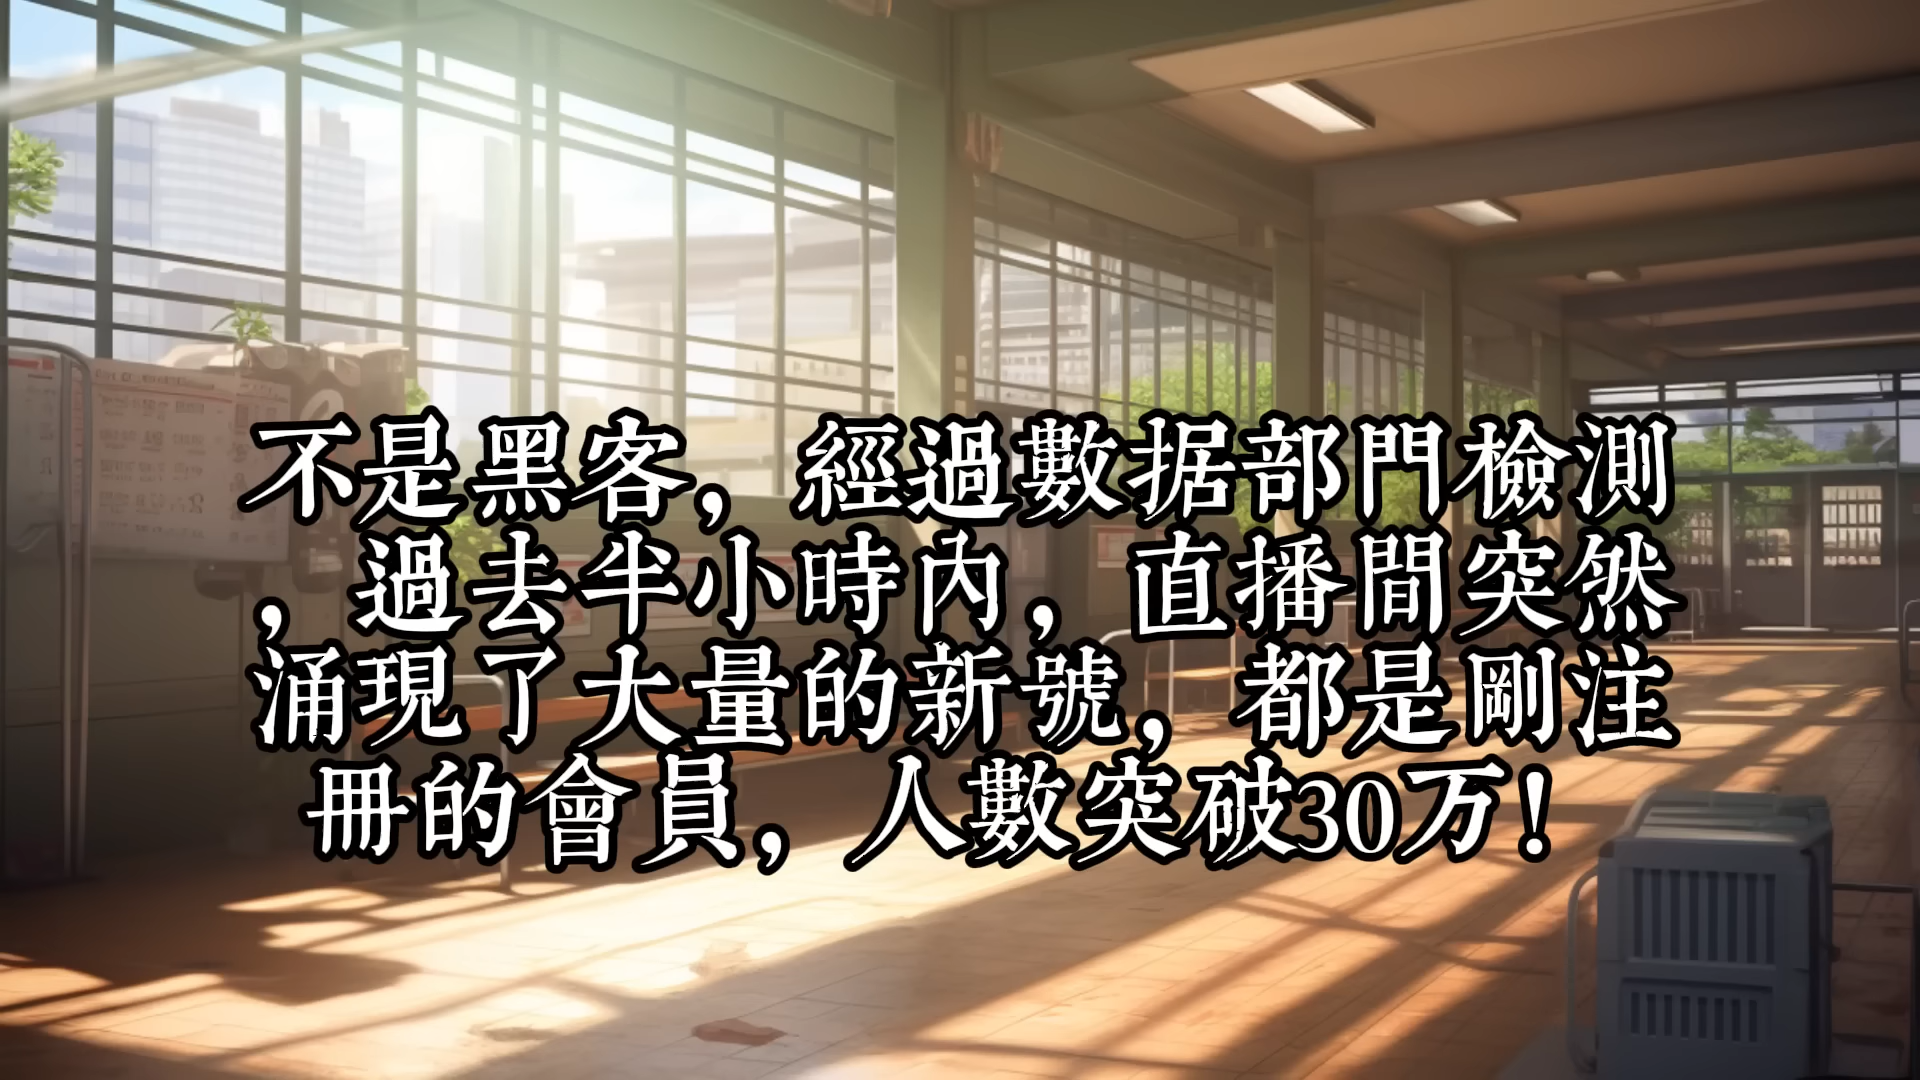 不是黑客，經過數据部門檢測
，過去半小時內，直播間突然
涌現了大量的新號，都是剛注
冊的會員，人數突破30万！